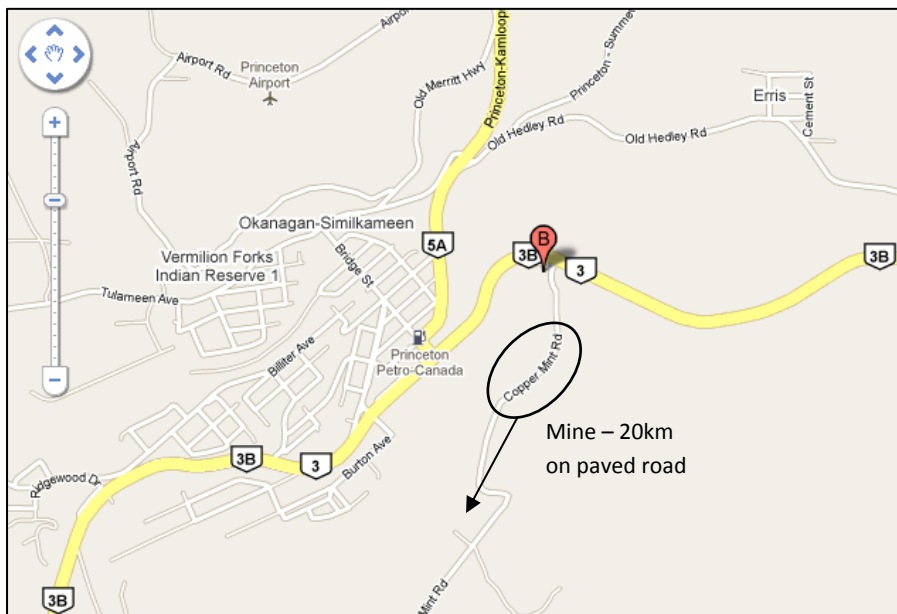 Airport Rd
Princeton
Airport
Old Merritt Hwy
Princeton-Kamloop
Princeton - Summe
Old Hedley Rd
Old Hedley Rd
Erris
Cement St
Airport Rd
Okanagan-Similkameen
Vermilion Forks
Indian Reserve 1
Bridge St
5A
3B
B
3
3B
Tulameen Ave
Billiter Ave
Princeton
Petro-Canada
Copper Mint Rd
Mine – 20km
on paved road
3B
3
Burton Ave
Ridgewood Dr
3B
Mint Rd